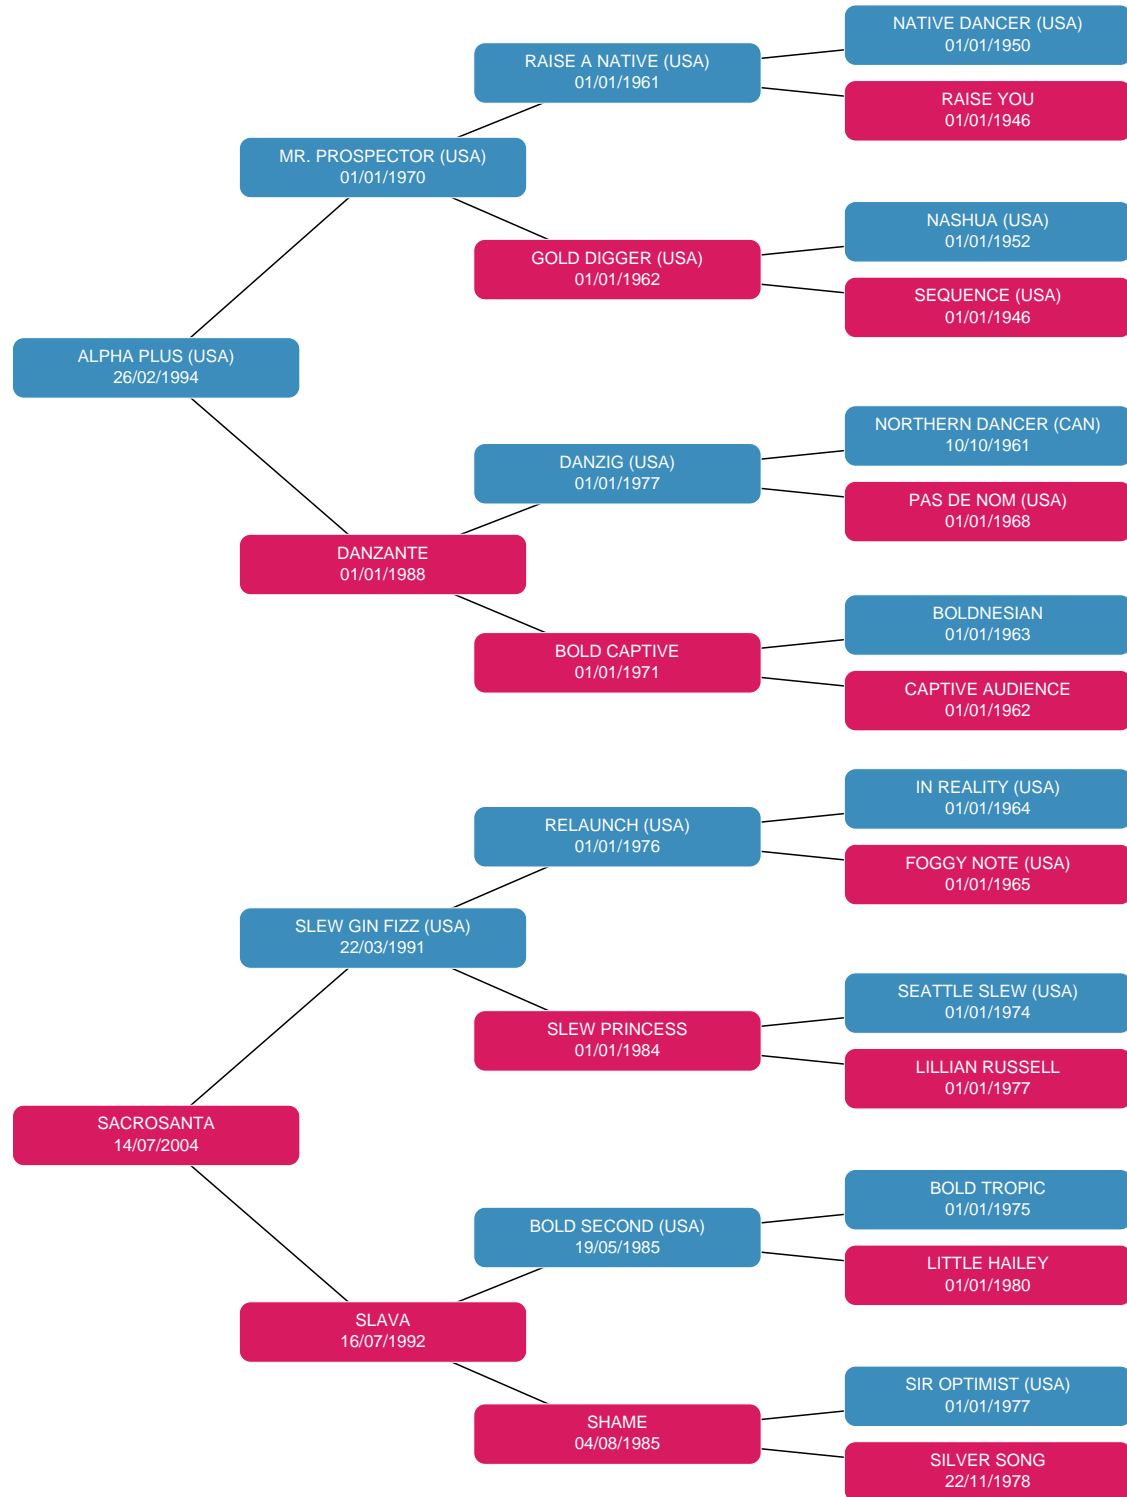 NATIVE DANCER (USA)
01/01/1950
RAISE A NATIVE (USA)
01/01/1961
RAISE YOU
01/01/1946
MR. PROSPECTOR (USA)
01/01/1970
NASHUA (USA)
01/01/1952
GOLD DIGGER (USA)
01/01/1962
SEQUENCE (USA)
01/01/1946
ALPHA PLUS (USA)
26/02/1994
NORTHERN DANCER (CAN)
10/10/1961
DANZIG (USA)
01/01/1977
PAS DE NOM (USA)
01/01/1968
DANZANTE
01/01/1988
BOLDNESIAN
01/01/1963
BOLD CAPTIVE
01/01/1971
CAPTIVE AUDIENCE
01/01/1962
IN REALITY (USA)
01/01/1964
RELAUNCH (USA)
01/01/1976
FOGGY NOTE (USA)
01/01/1965
SLEW GIN FIZZ (USA)
22/03/1991
SEATTLE SLEW (USA)
01/01/1974
SLEW PRINCESS
01/01/1984
LILLIAN RUSSELL
01/01/1977
SACROSANTA
14/07/2004
BOLD TROPIC
01/01/1975
BOLD SECOND (USA)
19/05/1985
LITTLE HAILEY
01/01/1980
SLAVA
16/07/1992
SIR OPTIMIST (USA)
01/01/1977
SHAME
04/08/1985
SILVER SONG
22/11/1978